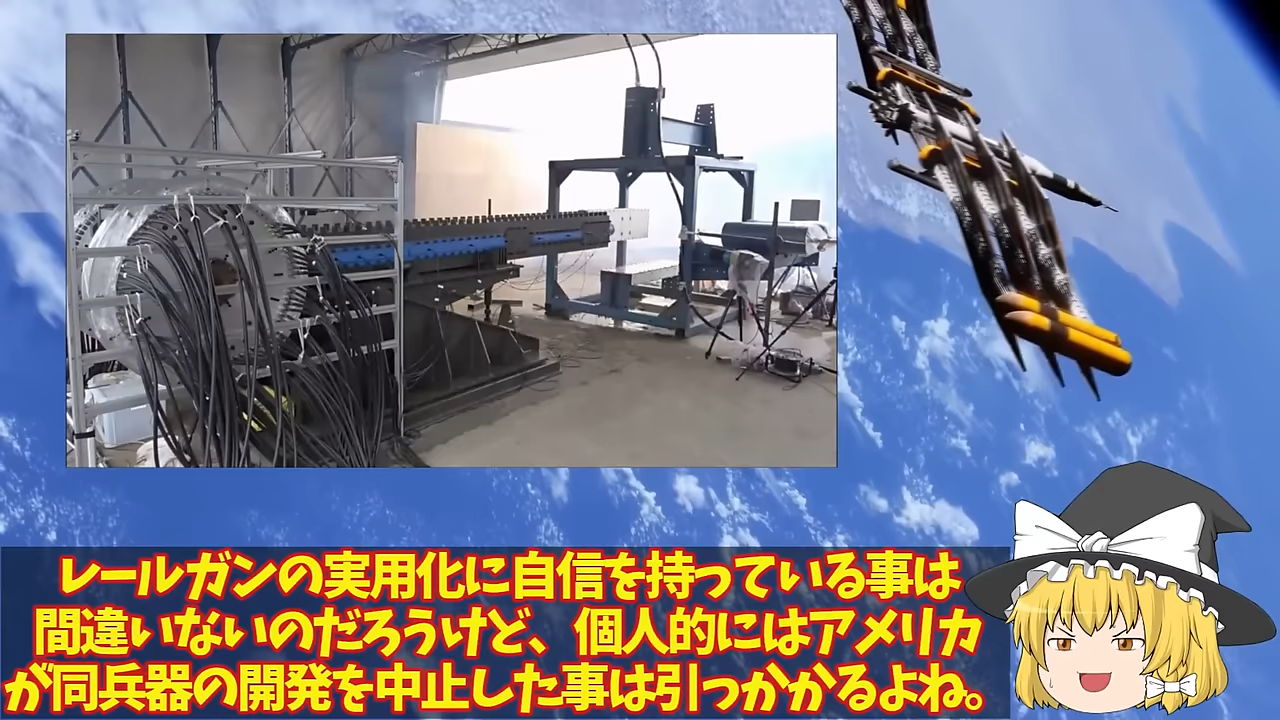 レールガンの実用化に自信を持っている事は
間違いないのだろうけど、個人的にはアメリカ
が同兵器の開発を中止した事は引っかかるよね。